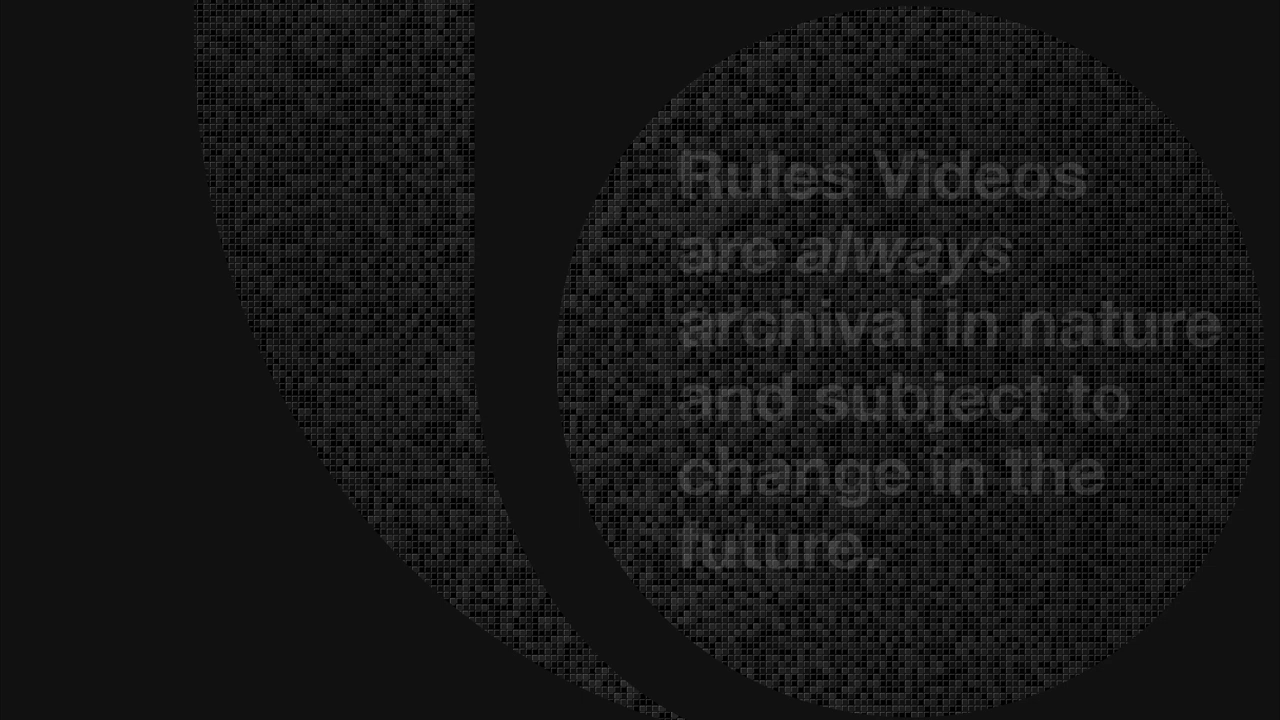 Rules Videos
are always
archival in nature
and subject to
change in the
future.